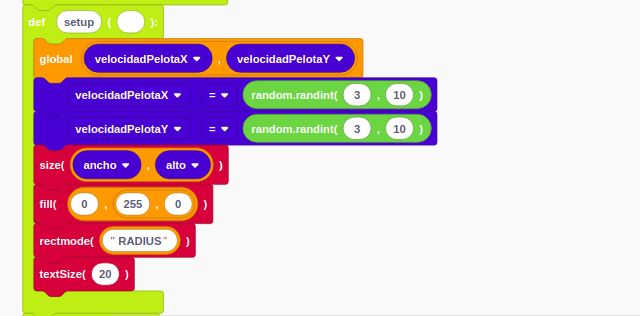 def setup ( ):
global velocidadPelotaX , velocidadPelotaY
velocidadPelotaX = random.randint( 3 , 10 )
velocidadPelotaY = random.randint( 3 , 10 )
size( ancho , alto )
fill( 0 , 255 , 0 )
rectmode( " RADIUS " )
textSize( 20 )